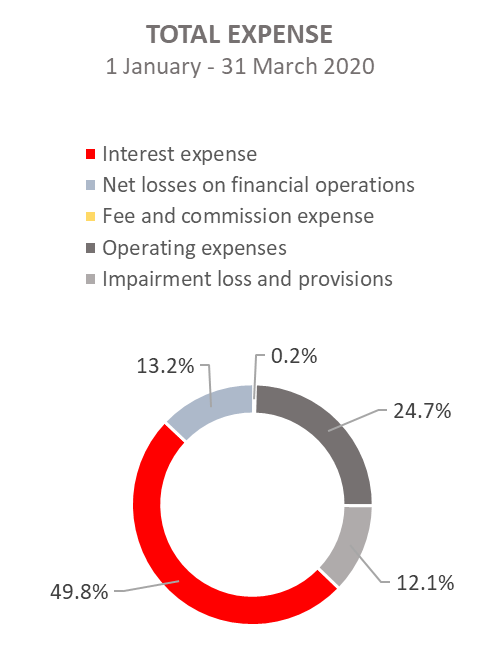 TOTAL EXPENSE
1 January - 31 March 2020
Interest expense
Net losses on financial operations
Fee and commission expense
Operating expenses
Impairment loss and provisions
0.2%
13.2%
24.7%
12.1%
49.8%